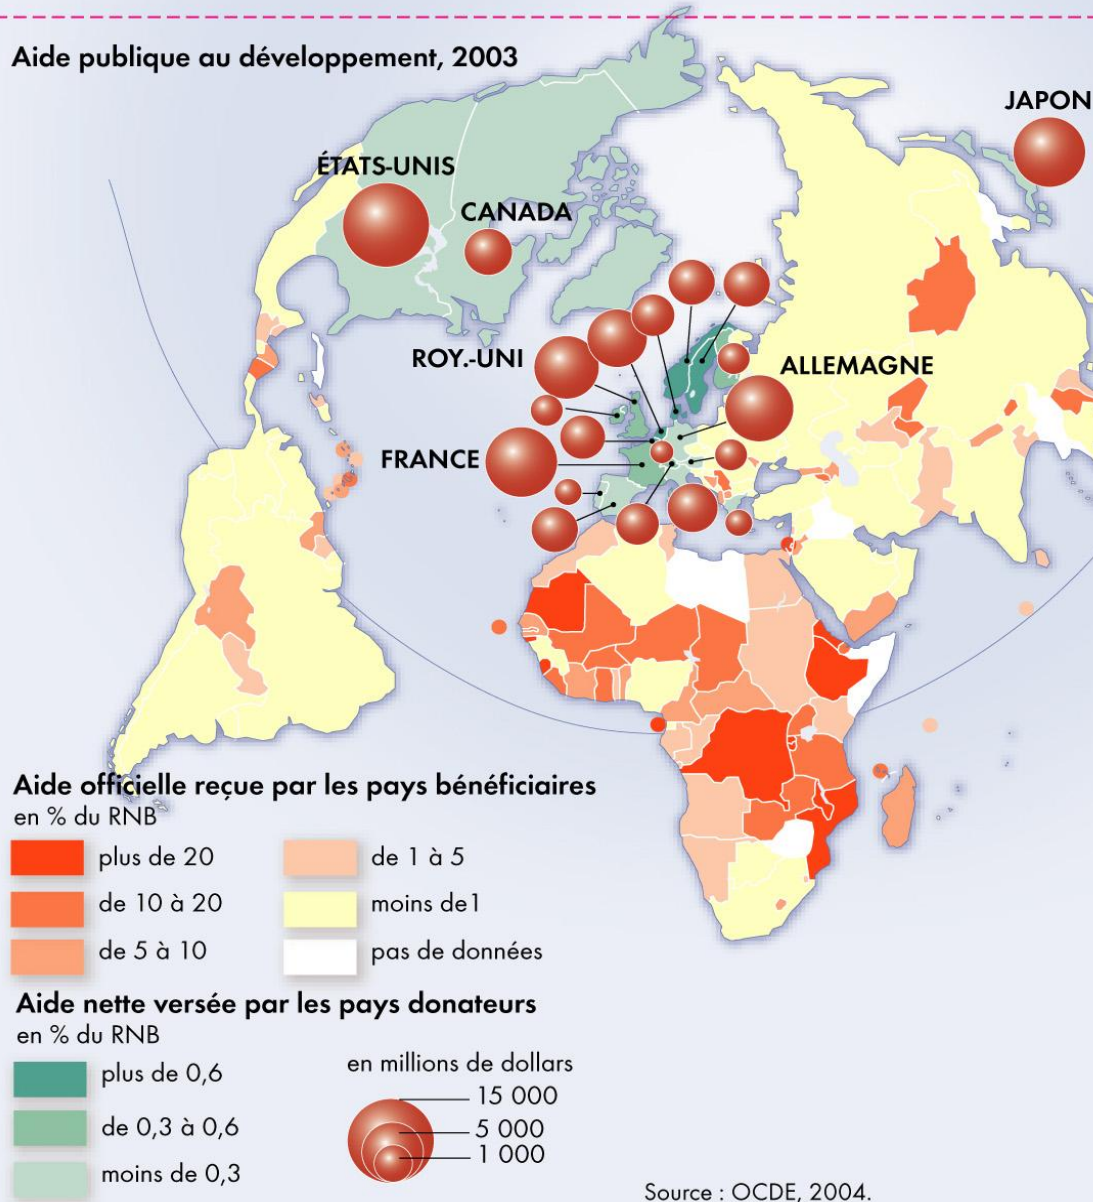 Aide publique au développement, 2003
JAPON
ÉTATS-UNIS
CANADA
ROY.-UNI
ALLEMAGNE
FRANCE
Aide officielle reçue par les pays bénéficiaires
en % du RNB
plus de 20
de 10 à 20
de 5 à 10
de 1 à 5
moins de1
pas de données
Aide nette versée par les pays donateurs
en % du RNB
plus de 0,6
de 0,3 à 0,6
moins de 0,3
en millions de dollars
15 000
5 000
1 000
Source : OCDE, 2004.